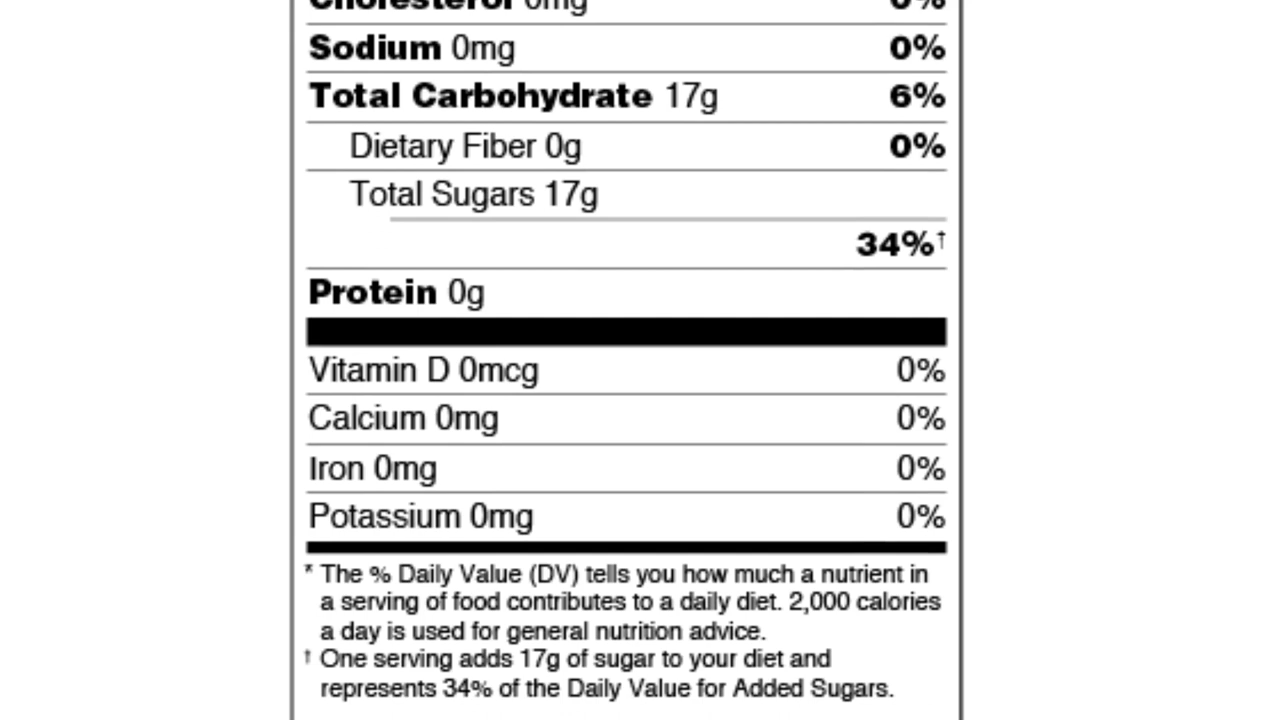 Cholesterol 0mg 0%
Sodium 0mg 0%
Total Carbohydrate 17g 6%
Dietary Fiber 0g 0%
Total Sugars 17g
34%†
Protein 0g
Vitamin D 0mcg 0%
Calcium 0mg 0%
Iron 0mg 0%
Potassium 0mg 0%
* The % Daily Value (DV) tells you how much a nutrient in
a serving of food contributes to a daily diet. 2,000 calories
a day is used for general nutrition advice.
† One serving adds 17g of sugar to your diet and
represents 34% of the Daily Value for Added Sugars.